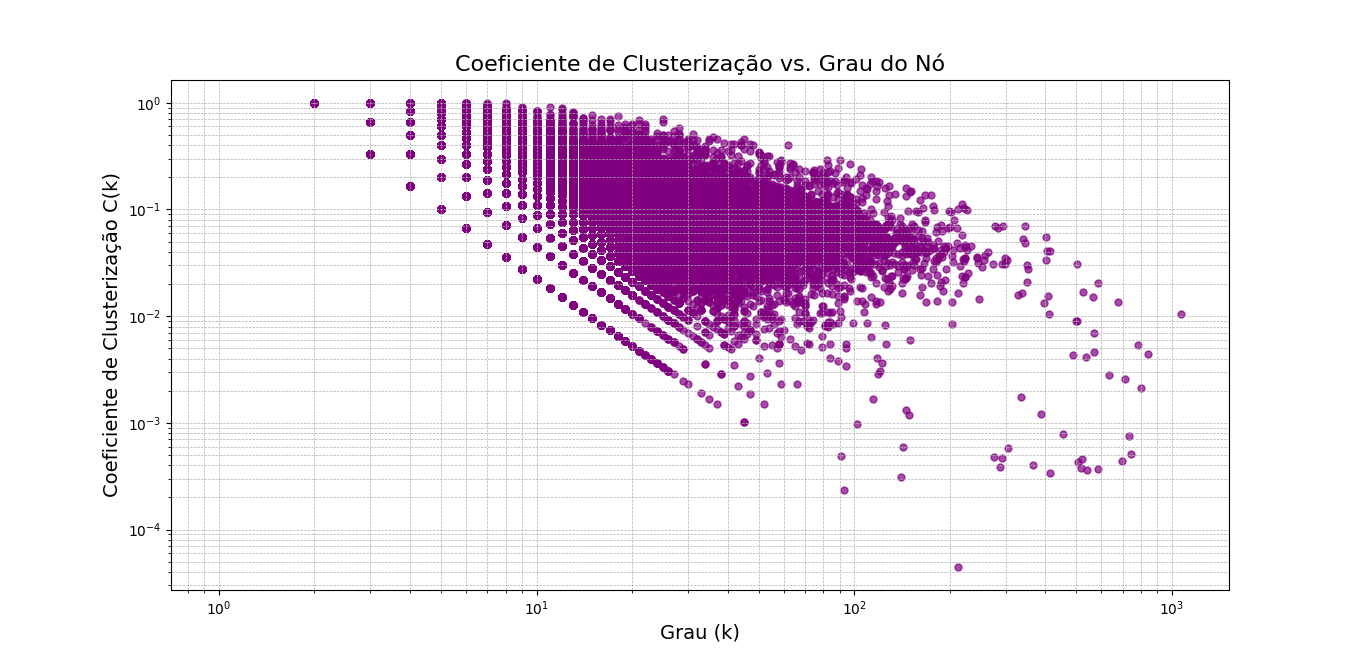 Coeficiente de Clusterização vs. Grau do Nó
Coeficiente de Clusterização C(k)
10⁰
10⁻¹
10⁻²
10⁻³
10⁻⁴
10⁰ 10¹ 10² 10³
Grau (k)